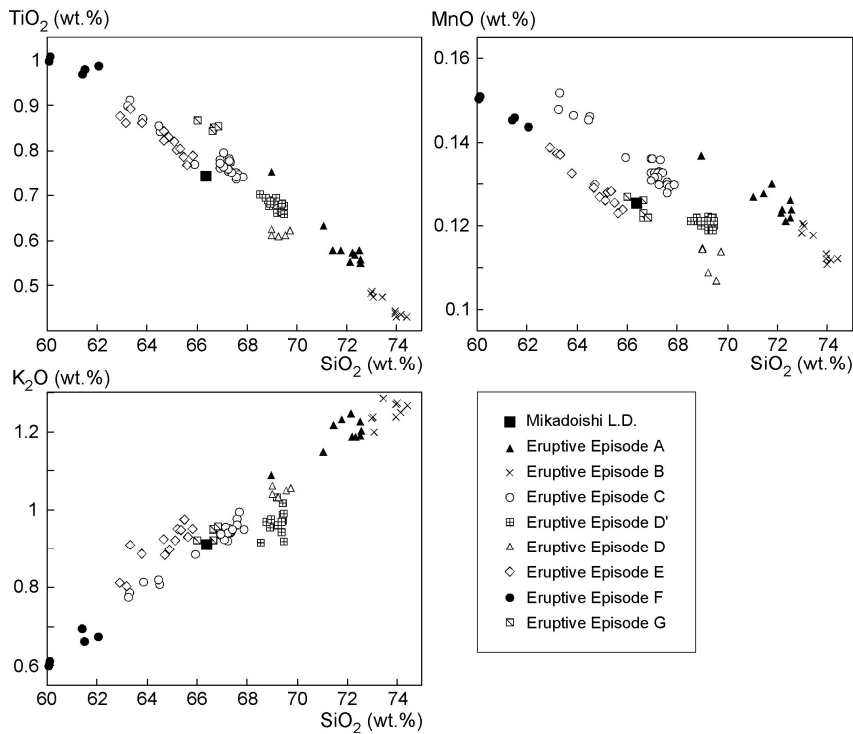 TiO2 (wt.%)
1
0.9
0.8
0.7
0.6
0.5
60 62 64 66 68 70 72 74
SiO2 (wt.%)
MnO (wt.%)
0.16
0.14
0.12
0.1
60 62 64 66 68 70 72 74
SiO2 (wt.%)
K2O (wt.%)
1.2
1
0.8
0.6
60 62 64 66 68 70 72 74
SiO2 (wt.%)
Mikadoishi L.D.
Eruptive Episode A
Eruptive Episode B
Eruptive Episode C
Eruptive Episode D'
Eruptive Episode D
Eruptive Episode E
Eruptive Episode F
Eruptive Episode G